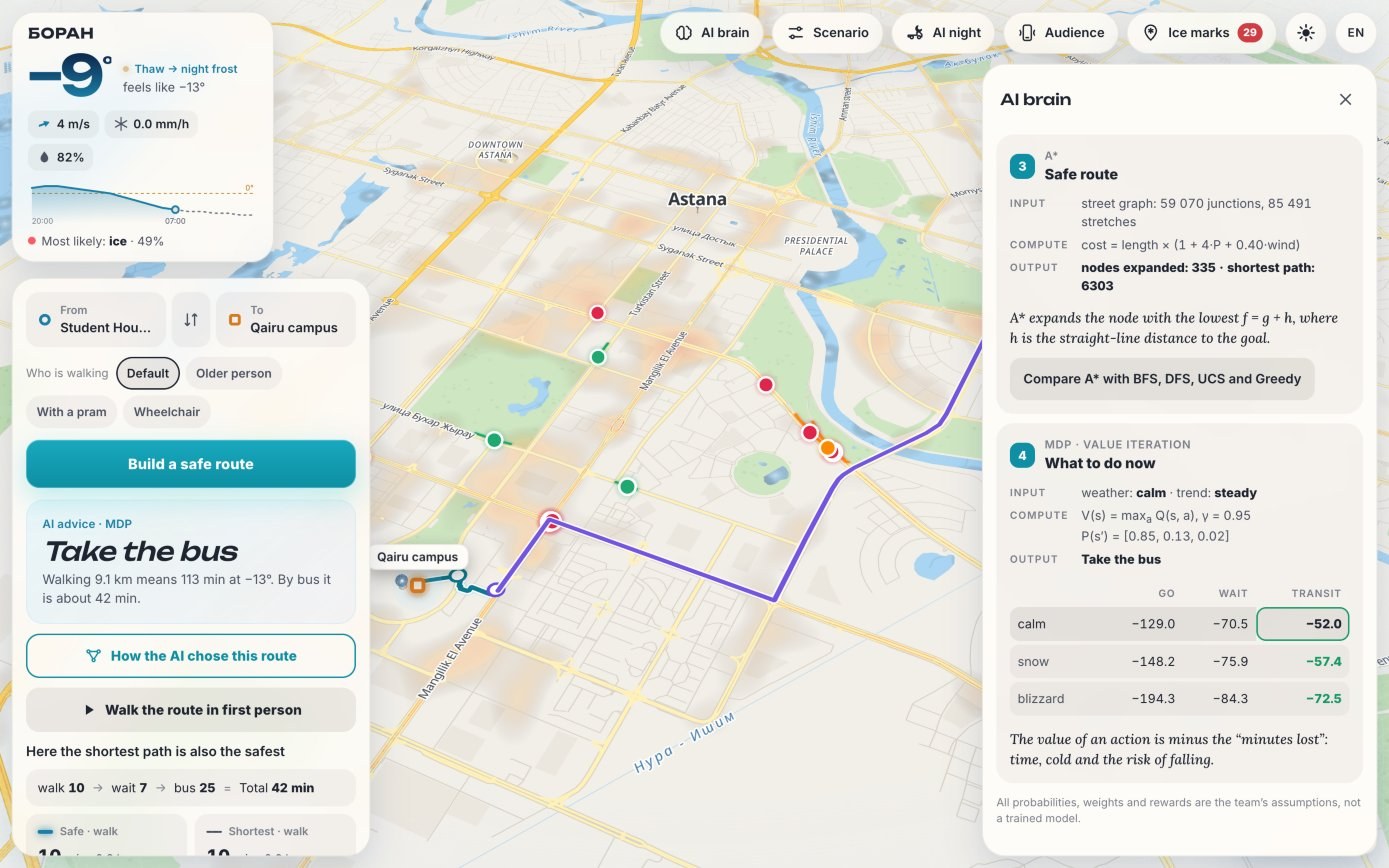 БОРАН
−9°
Thaw → night frost
feels like −13°
4 m/s
0.0 mm/h
82%
0°
20:00
07:00
Most likely: ice · 49%
From
Student Hou...
To
Qairu campus
Who is walking
Default
Older person
With a pram
Wheelchair
Build a safe route
AI advice · MDP
Take the bus
Walking 9.1 km means 113 min at −13°. By bus it
is about 42 min.
How the AI chose this route
Walk the route in first person
Here the shortest path is also the safest
walk 10 → wait 7 → bus 25 = Total 42 min
Safe · walk
Shortest · walk
AI brain
Scenario
AI night
Audience
Ice marks
29
EN
DOWNTOWN
ASTANA
Syganak Street
Kabanbay Batyr Avenue
Turkistan Street
Astana
улица Достык
Syganak Street
PRESIDENTIAL
PALACE
Turkistan Street
Mangilik El Avenue
Avenue
улица Бухар Жырау
Qairu campus
Mangilik El Avenue
Нура - Ишим
AI brain
3
A*
Safe route
INPUT
street graph: 59 070 junctions, 85 491
stretches
COMPUTE
cost = length × (1 + 4·P + 0.40·wind)
OUTPUT
nodes expanded: 335 · shortest path:
6303
A* expands the node with the lowest f = g + h, where
h is the straight-line distance to the goal.
Compare A* with BFS, DFS, UCS and Greedy
4
MDP · VALUE ITERATION
What to do now
INPUT
weather: calm · trend: steady
COMPUTE
V(s) = maxₐ Q(s, a), γ = 0.95
P(s′) = [0.85, 0.13, 0.02]
OUTPUT
Take the bus
GO WAIT TRANSIT
calm −129.0 −70.5 −52.0
snow −148.2 −75.9 −57.4
blizzard −194.3 −84.3 −72.5
The value of an action is minus the “minutes lost”:
time, cold and the risk of falling.
All probabilities, weights and rewards are the team’s assumptions, not
a trained model.